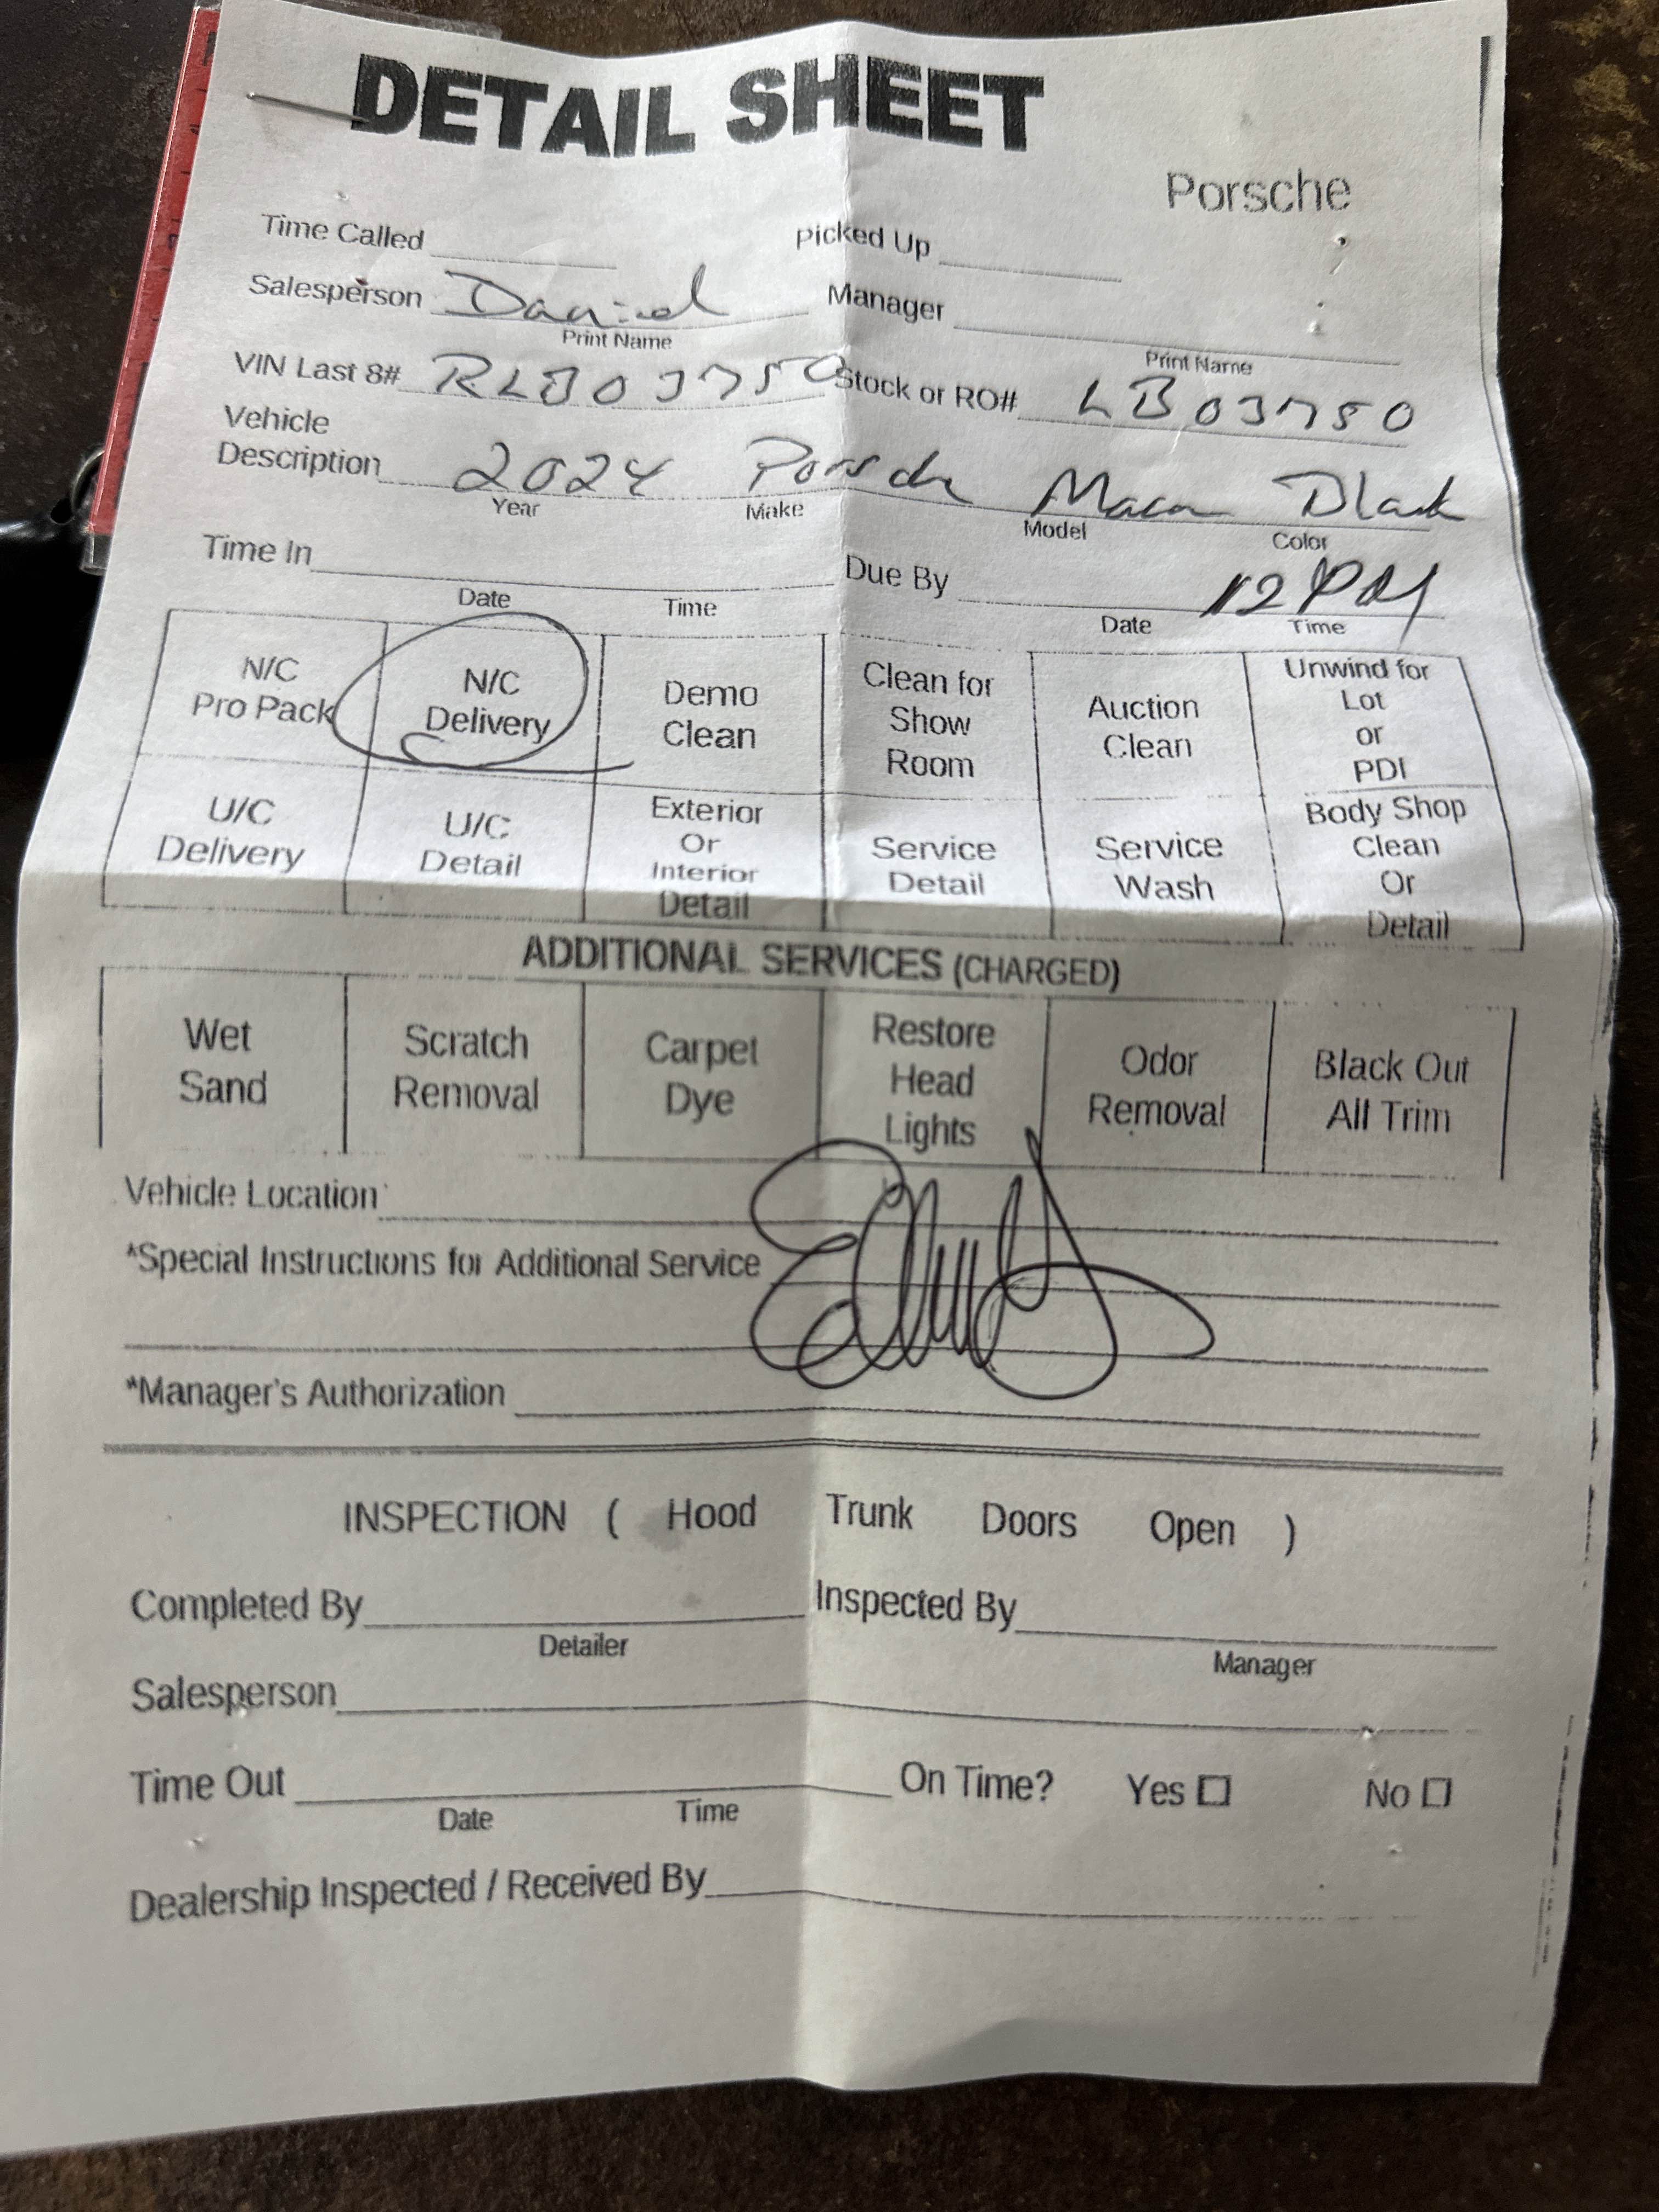 DETAIL SHEET
Porsche
Time Called Picked Up
Salesperson Daniel Manager
Print Name Print Name
VIN Last 8# RLB03750 Stock or RO# LB03750
Vehicle
Description 2024 Porsche Macan Black
Year Make Model Color
Time In Due By 12 PM
Date Time Date Time
N/C Pro Pack N/C Delivery Demo Clean Clean for Show Room Auction Clean Unwind for Lot or PDI
U/C Delivery U/C Detail Exterior Or Interior Detail Service Detail Service Wash Body Shop Clean Or Detail
ADDITIONAL SERVICES (CHARGED)
Wet Sand Scratch Removal Carpet Dye Restore Head Lights Odor Removal Black Out All Trim
Vehicle Location
*Special Instructions for Additional Service
*Manager's Authorization
INSPECTION ( Hood Trunk Doors Open )
Completed By Inspected By
Detailer Manager
Salesperson
Time Out On Time? Yes ☐ No ☐
Date Time
Dealership Inspected / Received By